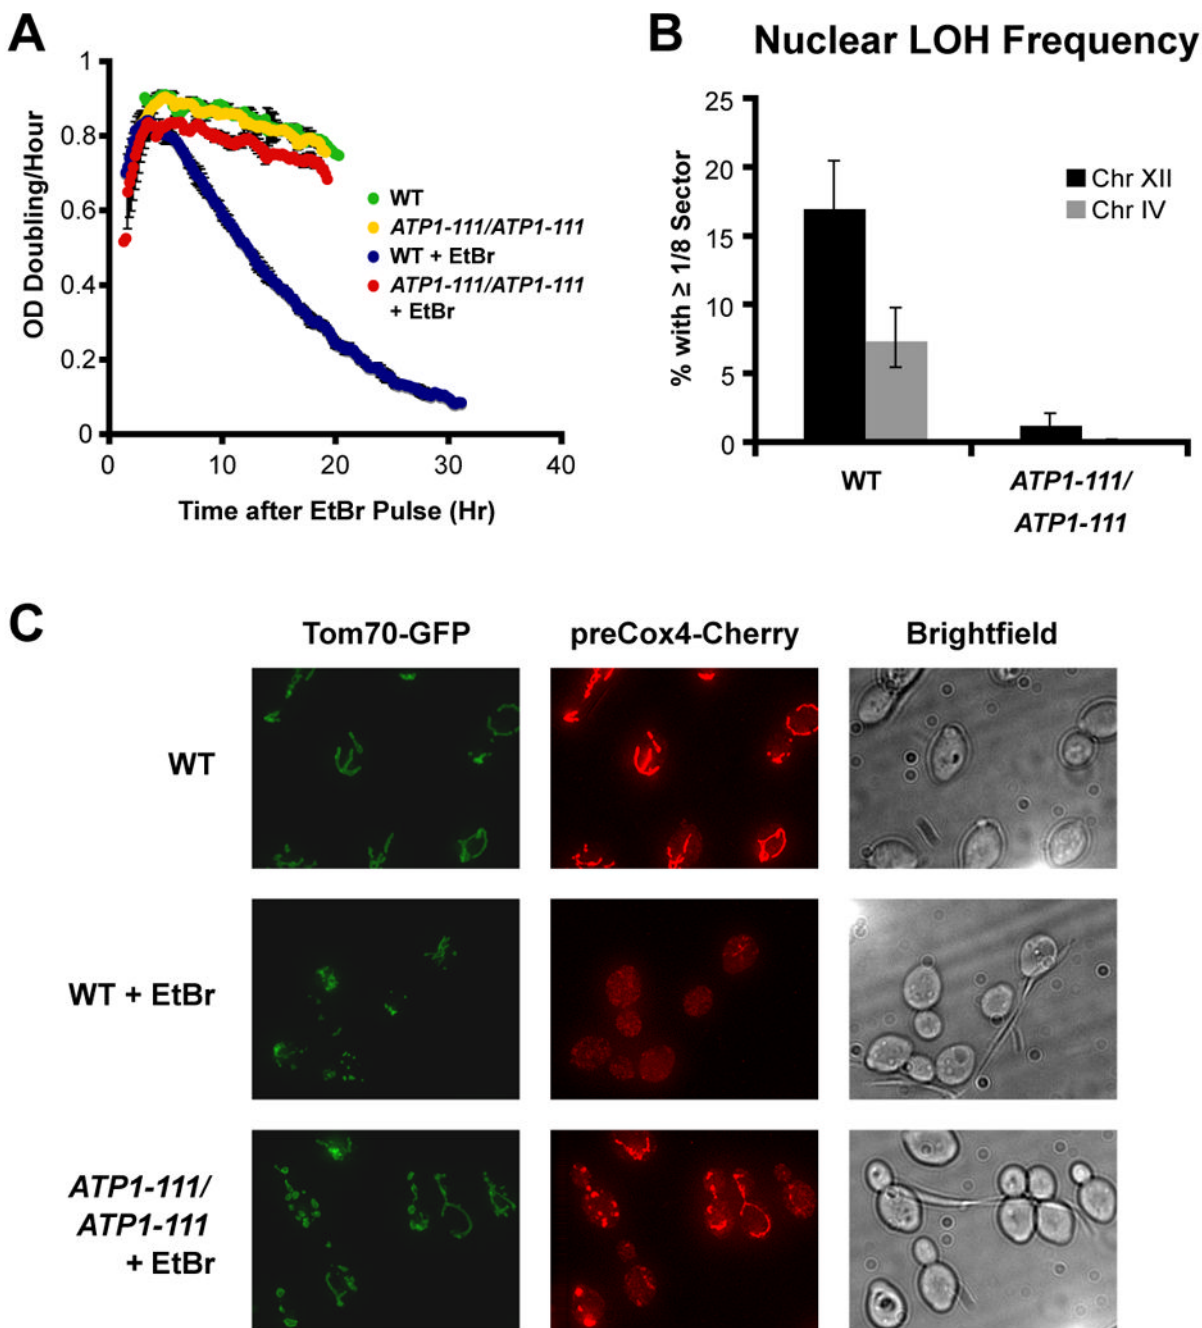 A
1
0.8
0.6
0.4
0.2
0
0 10 20 30 40
OD Doubling/Hour
Time after EtBr Pulse (Hr)
WT
ATP1-111/ATP1-111
WT + EtBr
ATP1-111/ATP1-111
+ EtBr
B
Nuclear LOH Frequency
25
20
15
10
5
0
% with ≥ 1/8 Sector
Chr XII
Chr IV
WT
ATP1-111/
ATP1-111
C
Tom70-GFP preCox4-Cherry Brightfield
WT
WT + EtBr
ATP1-111/
ATP1-111
+ EtBr